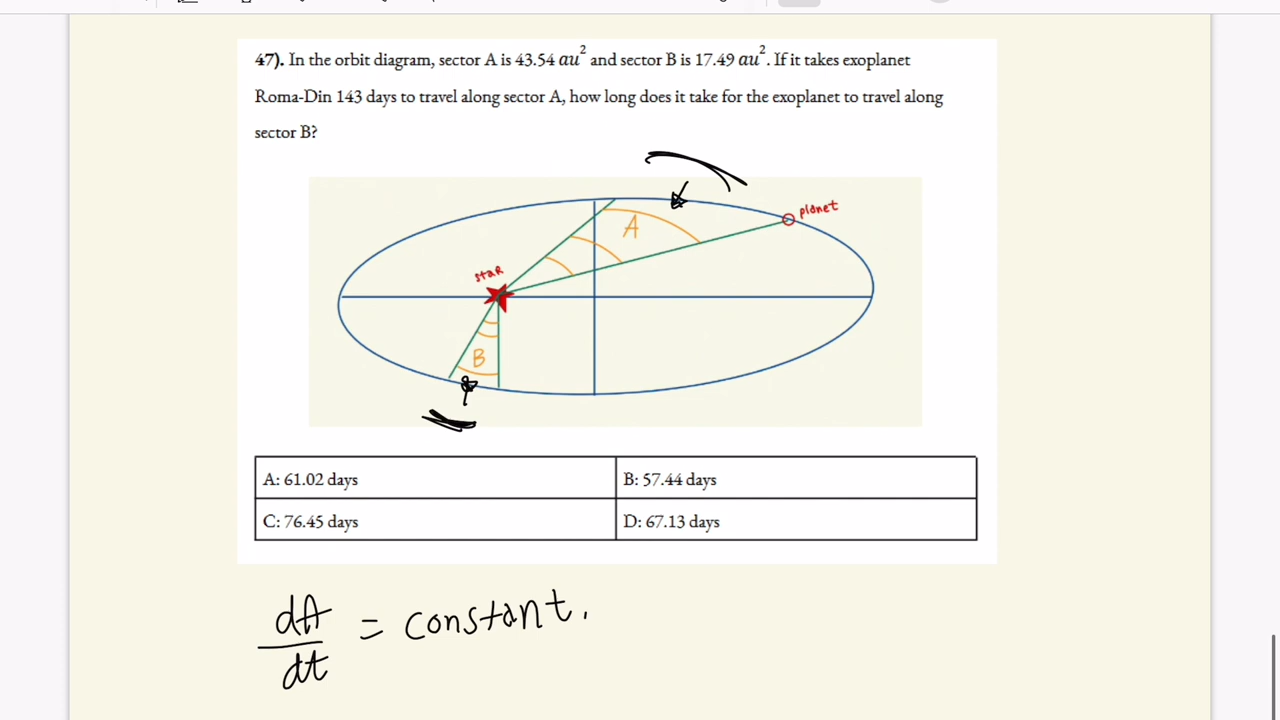 47). In the orbit diagram, sector A is 43.54 au² and sector B is 17.49 au². If it takes exoplanet
Roma-Din 143 days to travel along sector A, how long does it take for the exoplanet to travel along
sector B?
planet
A
star
B
A: 61.02 days
B: 57.44 days
C: 76.45 days
D: 67.13 days
dA/dt = constant.